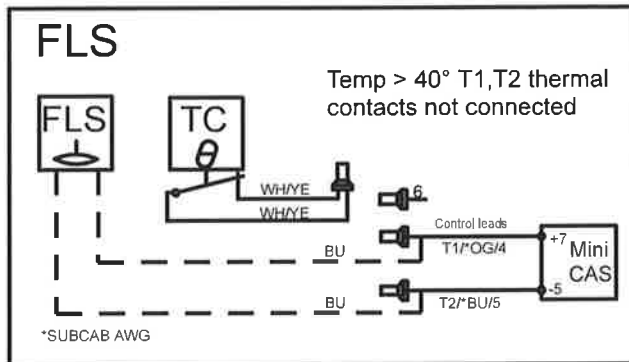 FLS
Temp > 40° T1,T2 thermal
contacts not connected
FLS
TC
WH/YE
WH/YE
6
Control leads
+7
Mini
CAS
T1/*OG/4
BU
-5
T2/*BU/5
BU
*SUBCAB AWG